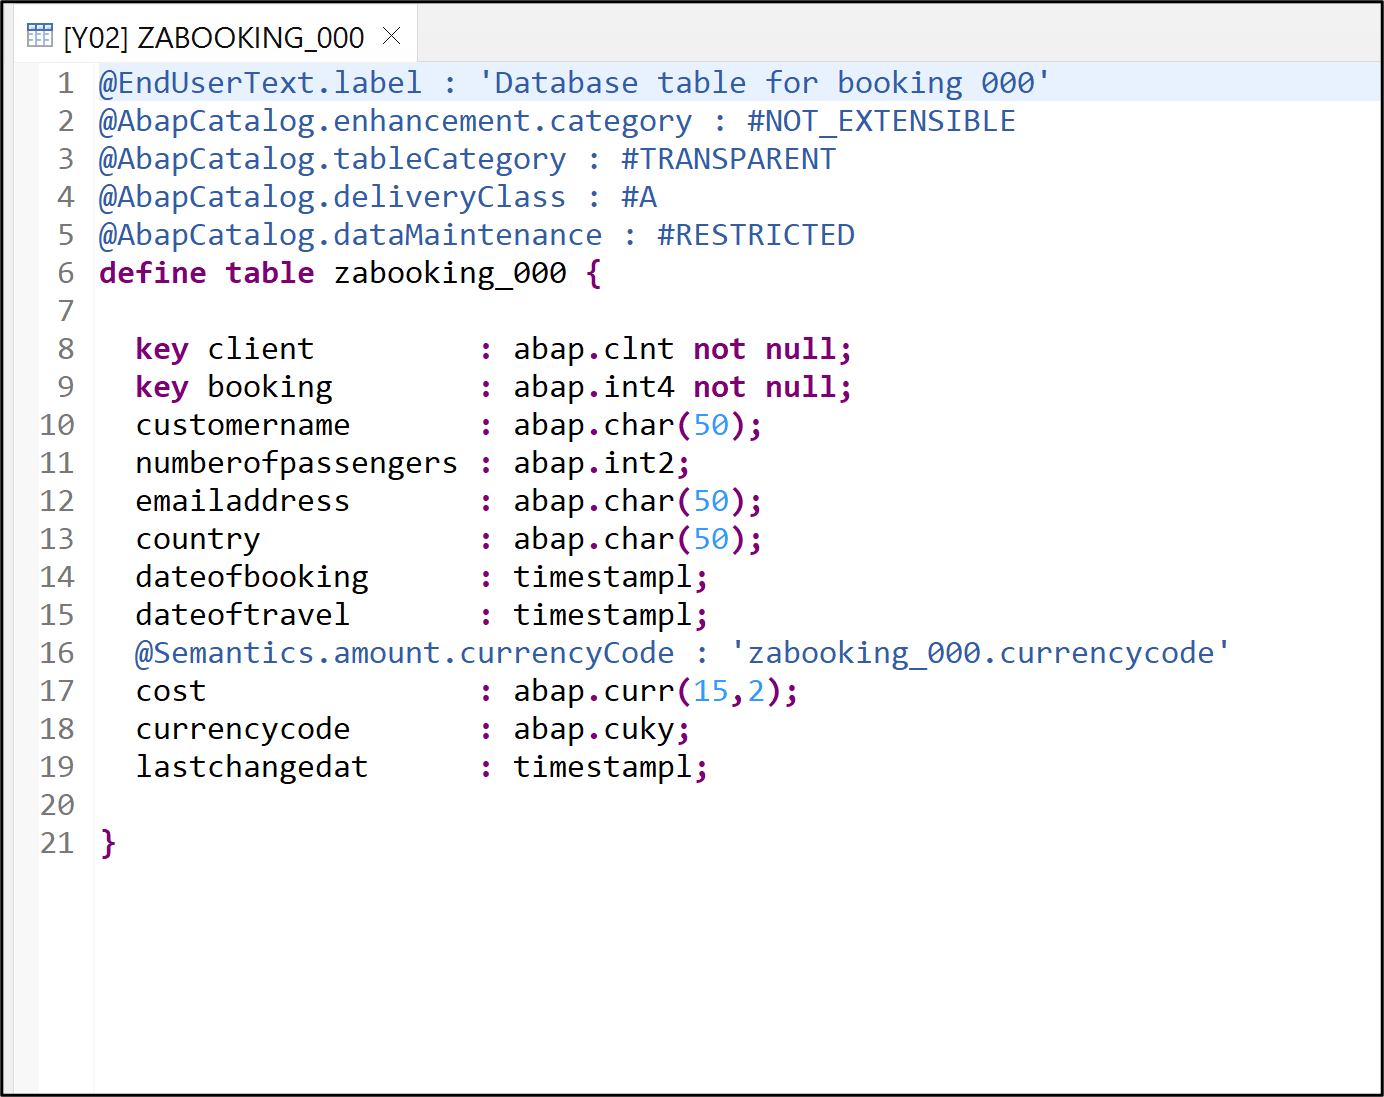 [Y02] ZABOOKING_000
1 @EndUserText.label : 'Database table for booking 000'
2 @AbapCatalog.enhancement.category : #NOT_EXTENSIBLE
3 @AbapCatalog.tableCategory : #TRANSPARENT
4 @AbapCatalog.deliveryClass : #A
5 @AbapCatalog.dataMaintenance : #RESTRICTED
6 define table zabooking_000 {
7
8   key client         : abap.clnt not null;
9   key booking        : abap.int4 not null;
10   customername       : abap.char(50);
11   numberofpassengers : abap.int2;
12   emailaddress       : abap.char(50);
13   country            : abap.char(50);
14   dateofbooking      : timestampl;
15   dateoftravel       : timestampl;
16   @Semantics.amount.currencyCode : 'zabooking_000.currencycode'
17   cost               : abap.curr(15,2);
18   currencycode       : abap.cuky;
19   lastchangedat      : timestampl;
20
21 }